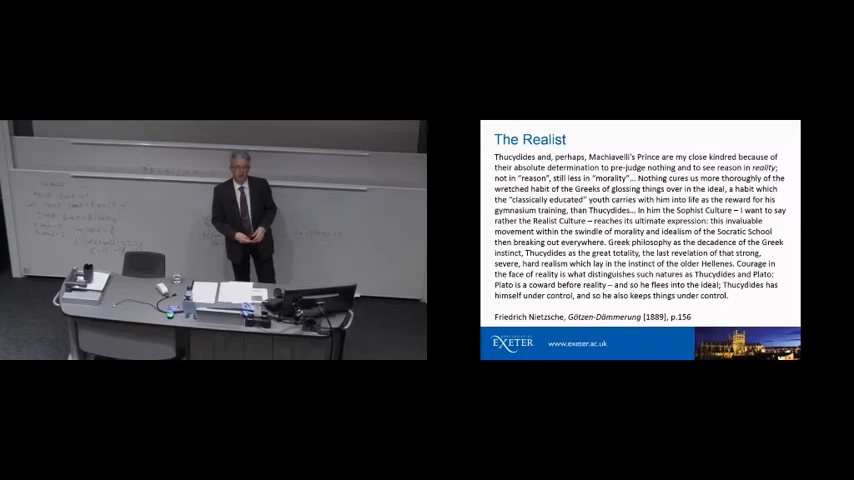 The Realist
Thucydides and, perhaps, Machiavelli's Prince are my close kindred because of
their absolute determination to pre-judge nothing and to see reason in reality;
not in "reason", still less in "morality"... Nothing cures us more thoroughly of the
wretched habit of the Greeks of glossing things over in the ideal, a habit which
the "classically educated" youth carries with him into life as the reward for his
gymnasium training, than Thucydides... In him the Sophist Culture – I want to say
rather the Realist Culture – reaches its ultimate expression: this invaluable
movement within the swindle of morality and idealism of the Socratic School
then breaking out everywhere. Greek philosophy as the decadence of the Greek
instinct, Thucydides as the great totality, the last revelation of that strong,
severe, hard realism which lay in the instinct of the older Hellenes. Courage in
the face of reality is what distinguishes such natures as Thucydides and Plato:
Plato is a coward before reality – and so he flees into the ideal; Thucydides has
himself under control, and so he also keeps things under control.
Friedrich Nietzsche, Götzen-Dämmerung [1889], p.156
UNIVERSITY OF
EXETER
www.exeter.ac.uk